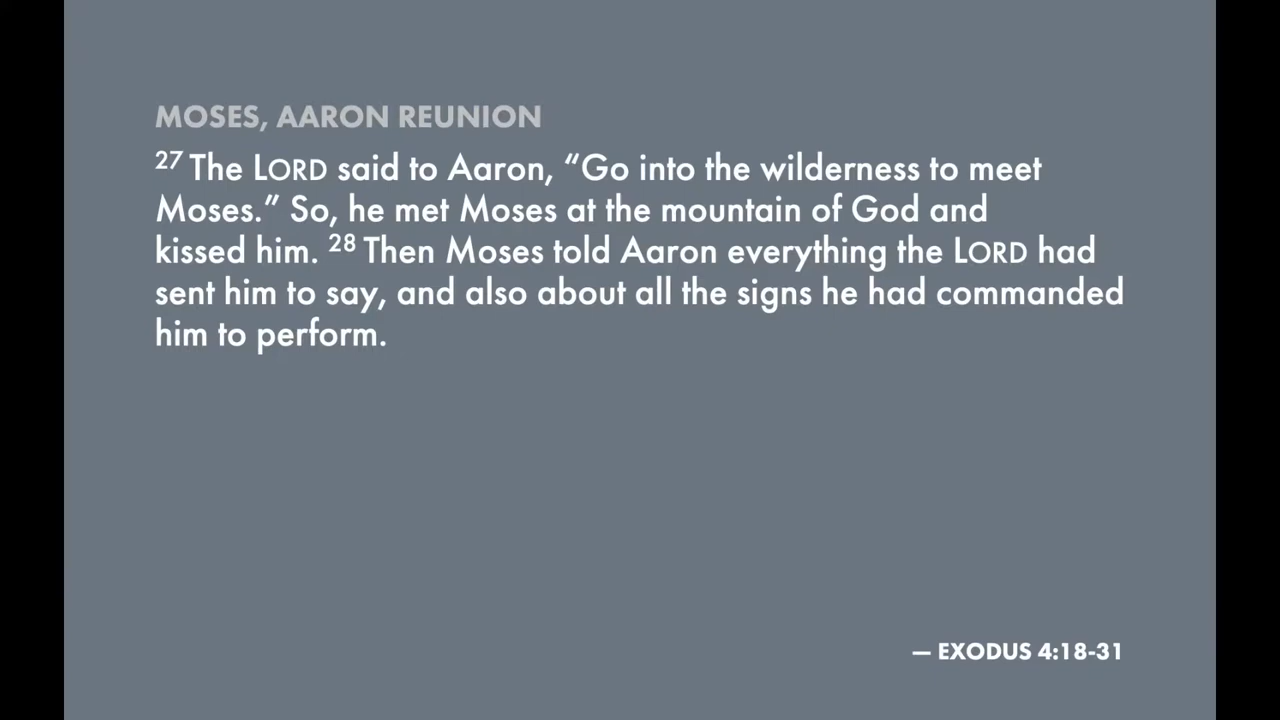 MOSES, AARON REUNION
27 The LORD said to Aaron, “Go into the wilderness to meet
Moses.” So, he met Moses at the mountain of God and
kissed him. 28 Then Moses told Aaron everything the LORD had
sent him to say, and also about all the signs he had commanded
him to perform.
— EXODUS 4:18-31